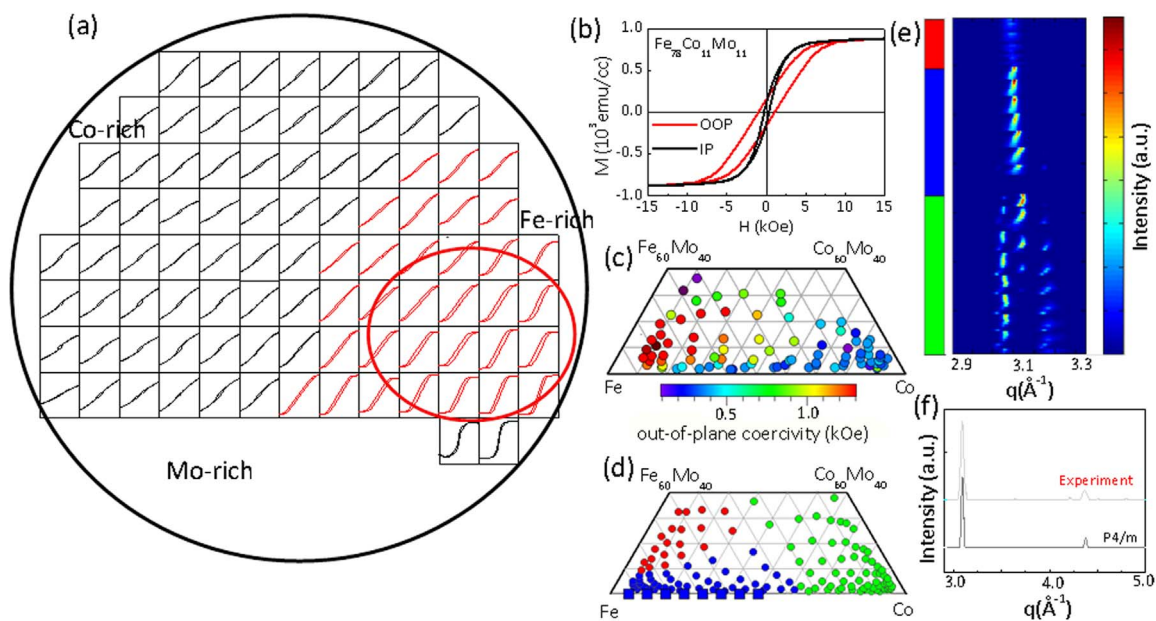 (a)
Co-rich
Fe-rich
Mo-rich
(b)
Fe78Co11Mo11
OOP
IP
M (10³ emu/cc)
1.0
0.5
0.0
-0.5
-1.0
-15 -10 -5 0 5 10 15
H (kOe)
(c)
Fe60Mo40
Co60Mo40
Fe
Co
0.5 1.0
out-of-plane coercivity (kOe)
(d)
Fe60Mo40
Co60Mo40
Fe
Co
(e)
Intensity (a.u.)
2.9 3.1 3.3
q(Å⁻¹)
(f)
Intensity (a.u.)
Experiment
P4/m
3.0 4.0 5.0
q(Å⁻¹)